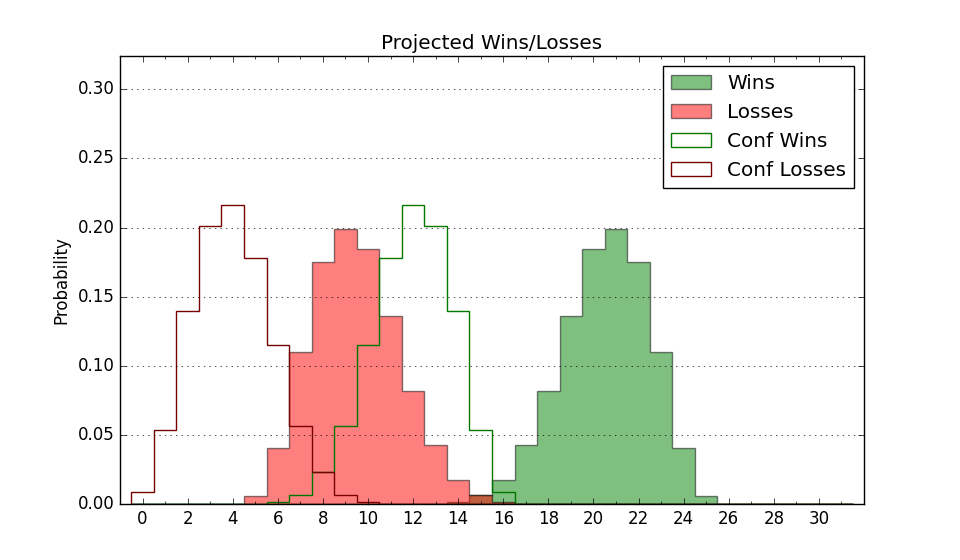 Projected Wins/Losses
Wins
Losses
Conf Wins
Conf Losses
Probability
0.30
0.25
0.20
0.15
0.10
0.05
0.00
0 2 4 6 8 10 12 14 16 18 20 22 24 26 28 30